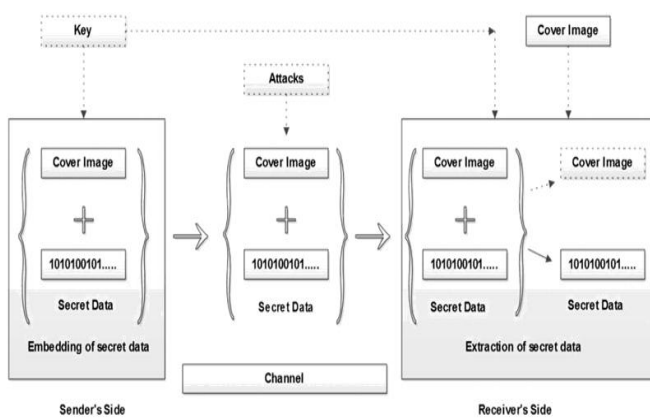 Key
Cover Image
Attacks
Cover Image
Cover Image
Cover Image
Cover Image
1010100101.....
1010100101.....
1010100101.....
1010100101.....
Secret Data
Secret Data
Secret Data
Secret Data
Embedding of secret data
Extraction of secret data
Channel
Sender's Side
Receiver's Side